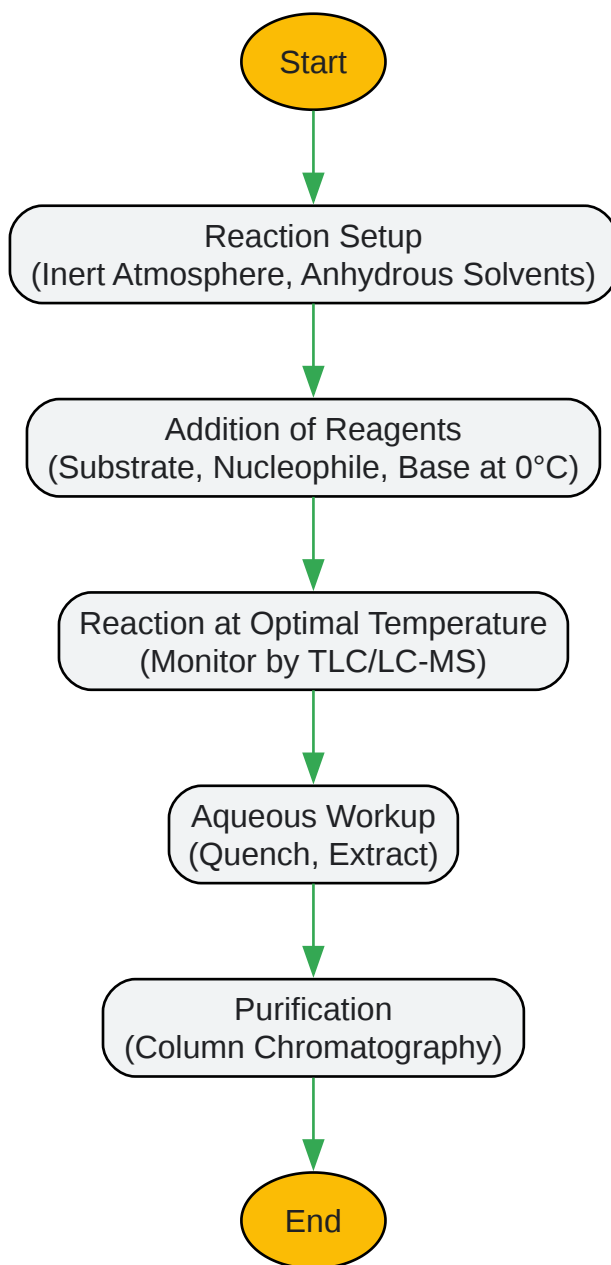 Start
Reaction Setup
(Inert Atmosphere, Anhydrous Solvents)
Addition of Reagents
(Substrate, Nucleophile, Base at 0°C)
Reaction at Optimal Temperature
(Monitor by TLC/LC-MS)
Aqueous Workup
(Quench, Extract)
Purification
(Column Chromatography)
End